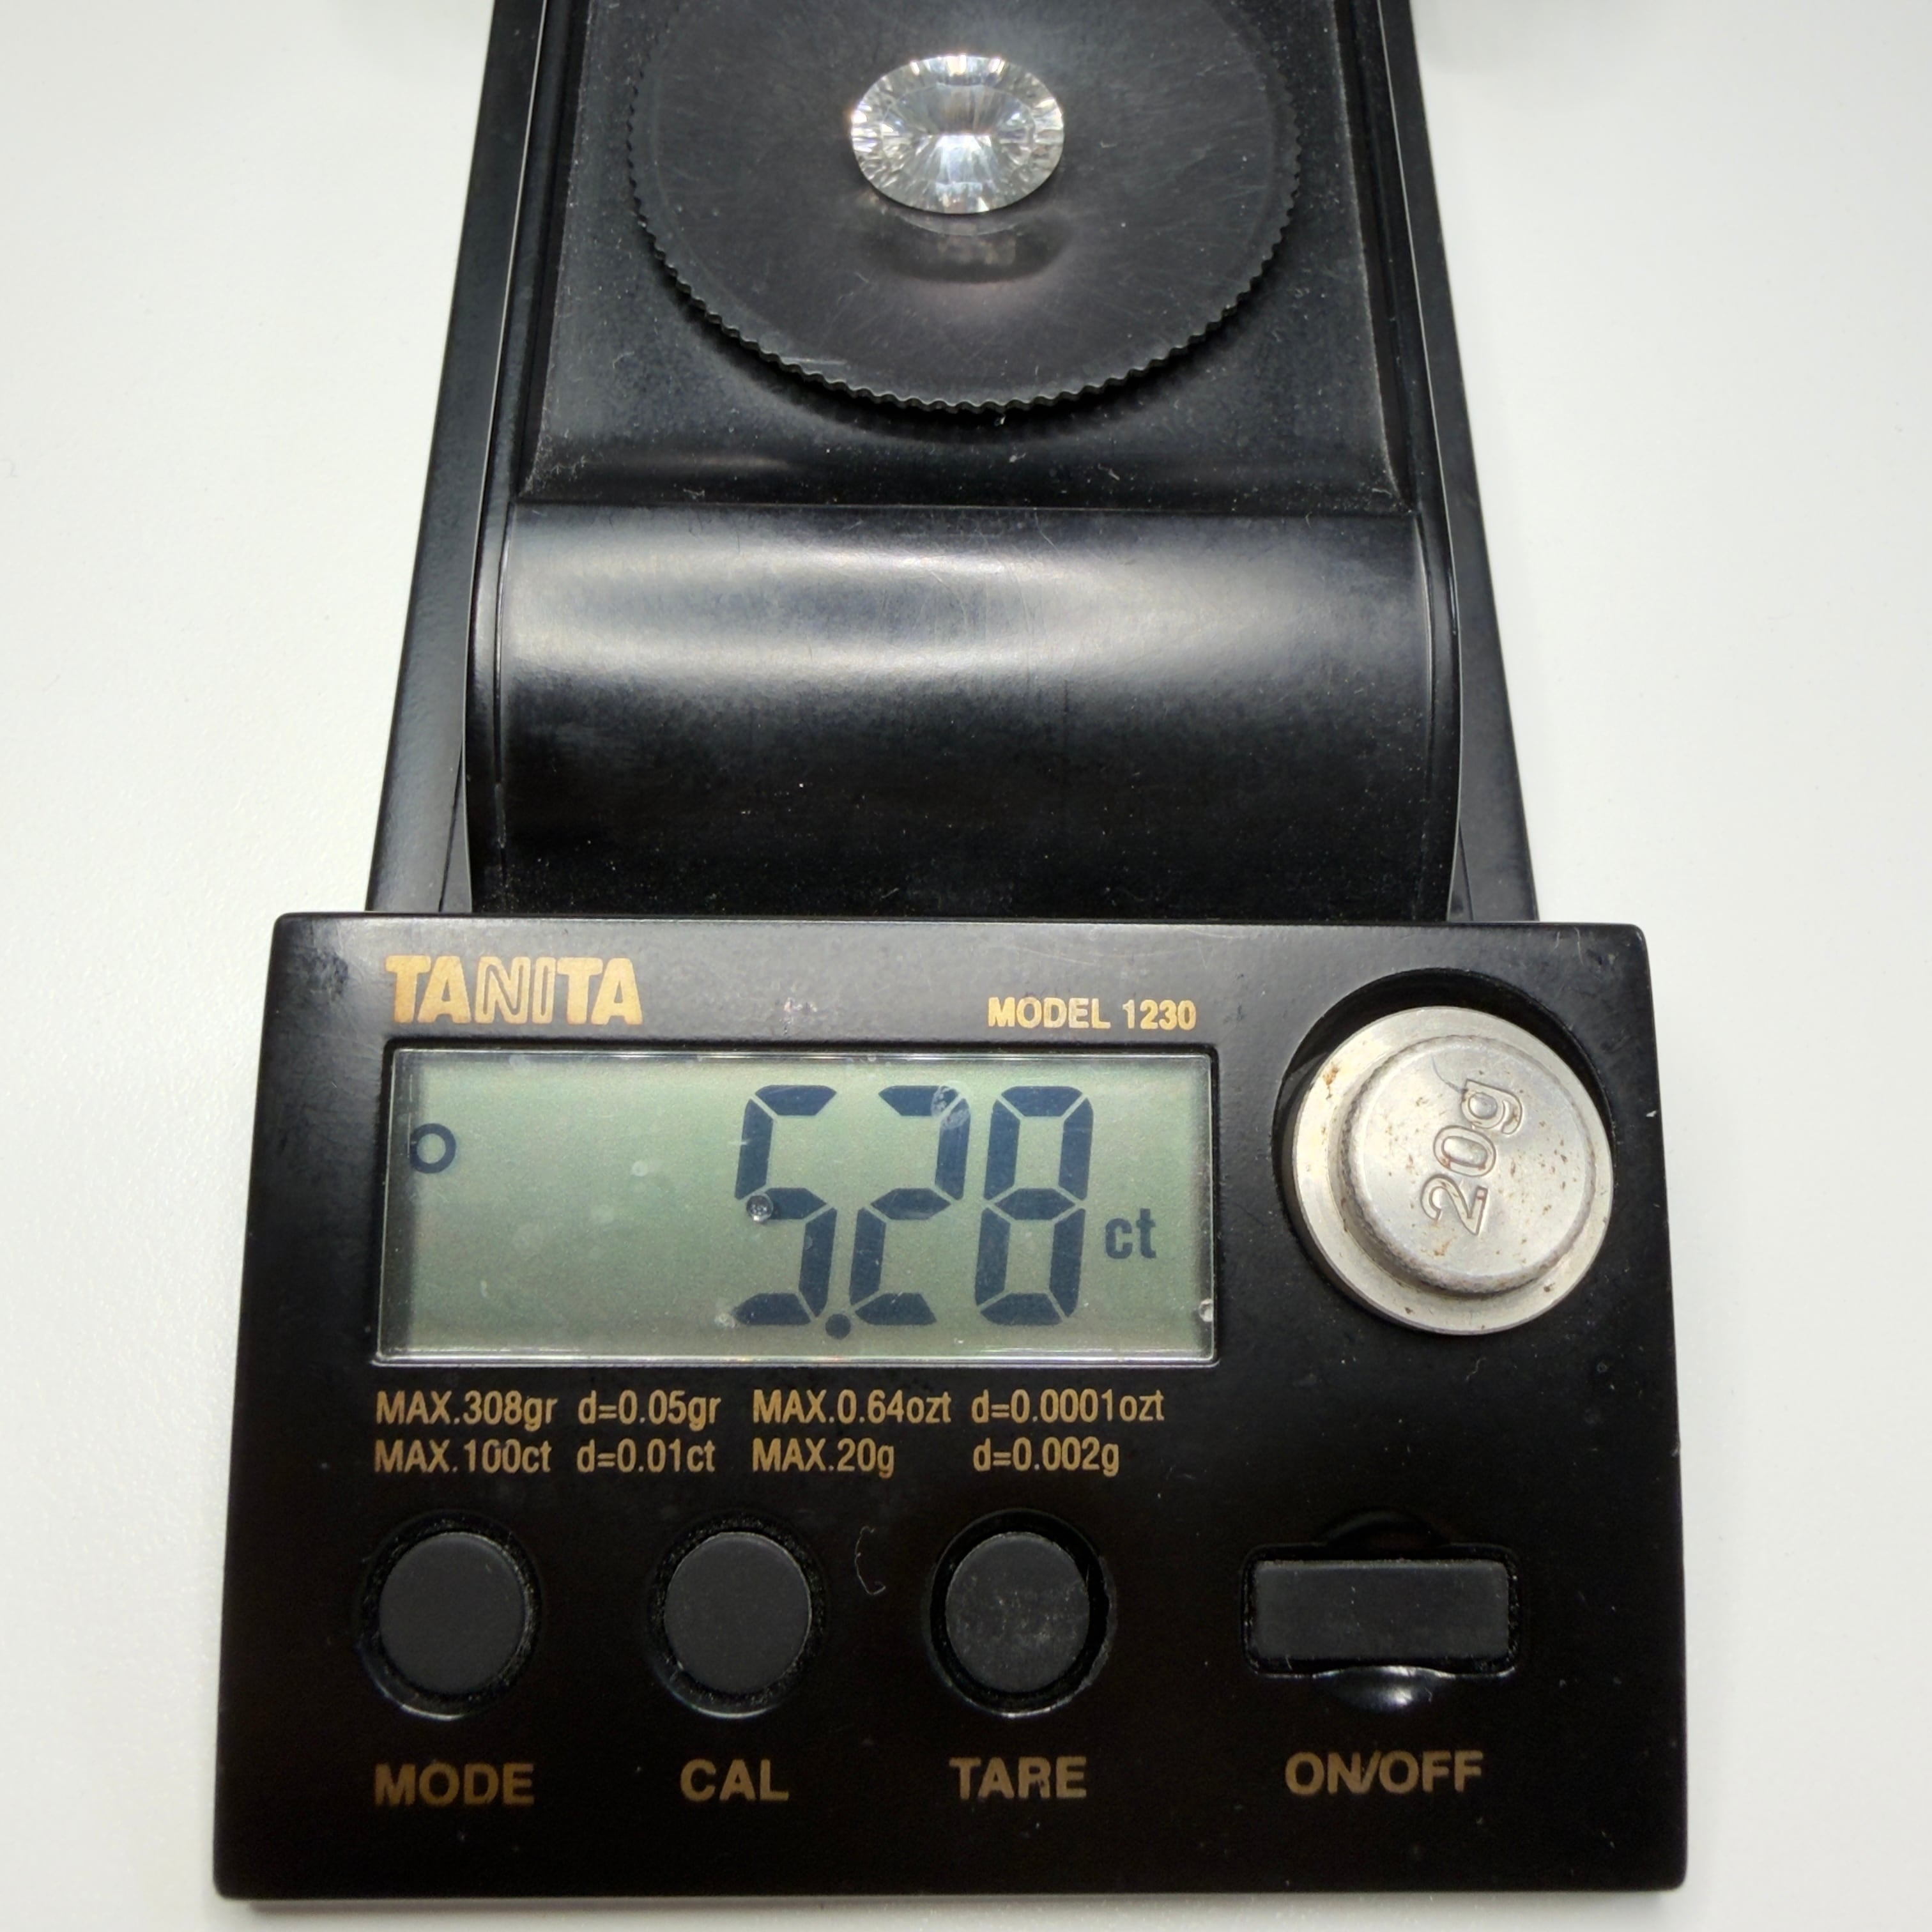 TANITA
MODEL 1230
5.28 ct
20g
MAX.308gr d=0.05gr MAX.0.64ozt d=0.0001ozt
MAX.100ct d=0.01ct MAX.20g d=0.002g
MODE CAL TARE ON/OFF